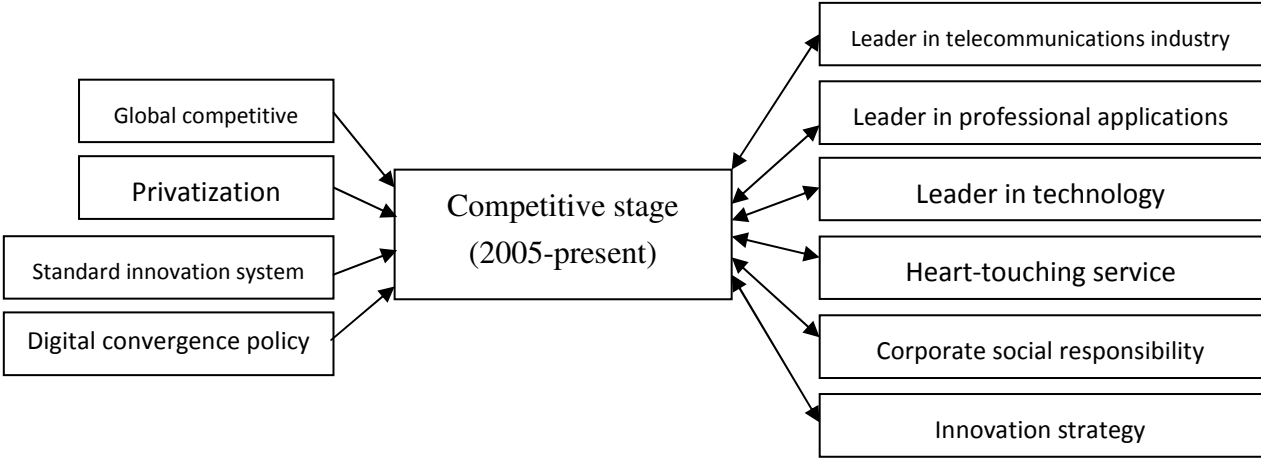 Global competitive
Privatization
Standard innovation system
Digital convergence policy
Competitive stage
(2005-present)
Leader in telecommunications industry
Leader in professional applications
Leader in technology
Heart-touching service
Corporate social responsibility
Innovation strategy